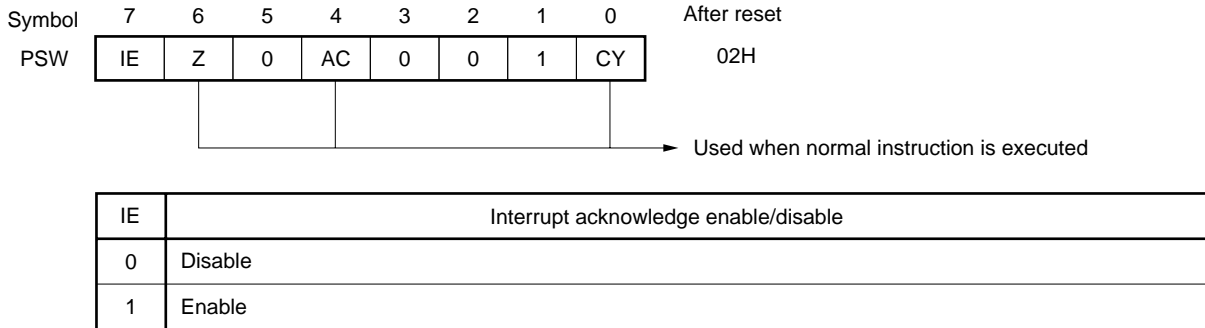 Symbol 7 6 5 4 3 2 1 0 After reset
PSW IE Z 0 AC 0 0 1 CY 02H
Used when normal instruction is executed
IE Interrupt acknowledge enable/disable
0 Disable
1 Enable